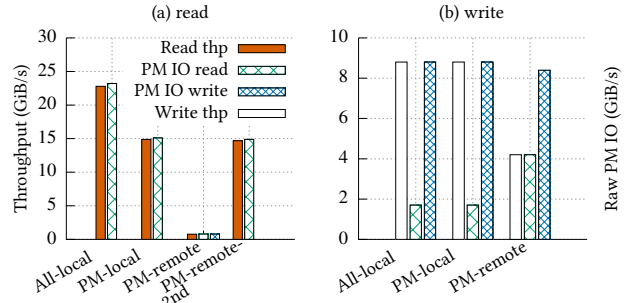 (a) read
(b) write
30
25
20
15
10
5
0
Throughput (GiB/s)
Read thp
PM IO read
PM IO write
Write thp
All-local
PM-local
PM-remote
PM-remote-
2nd
10
8
6
4
2
0
Raw PM IO (GiB/s)
All-local
PM-local
PM-remote